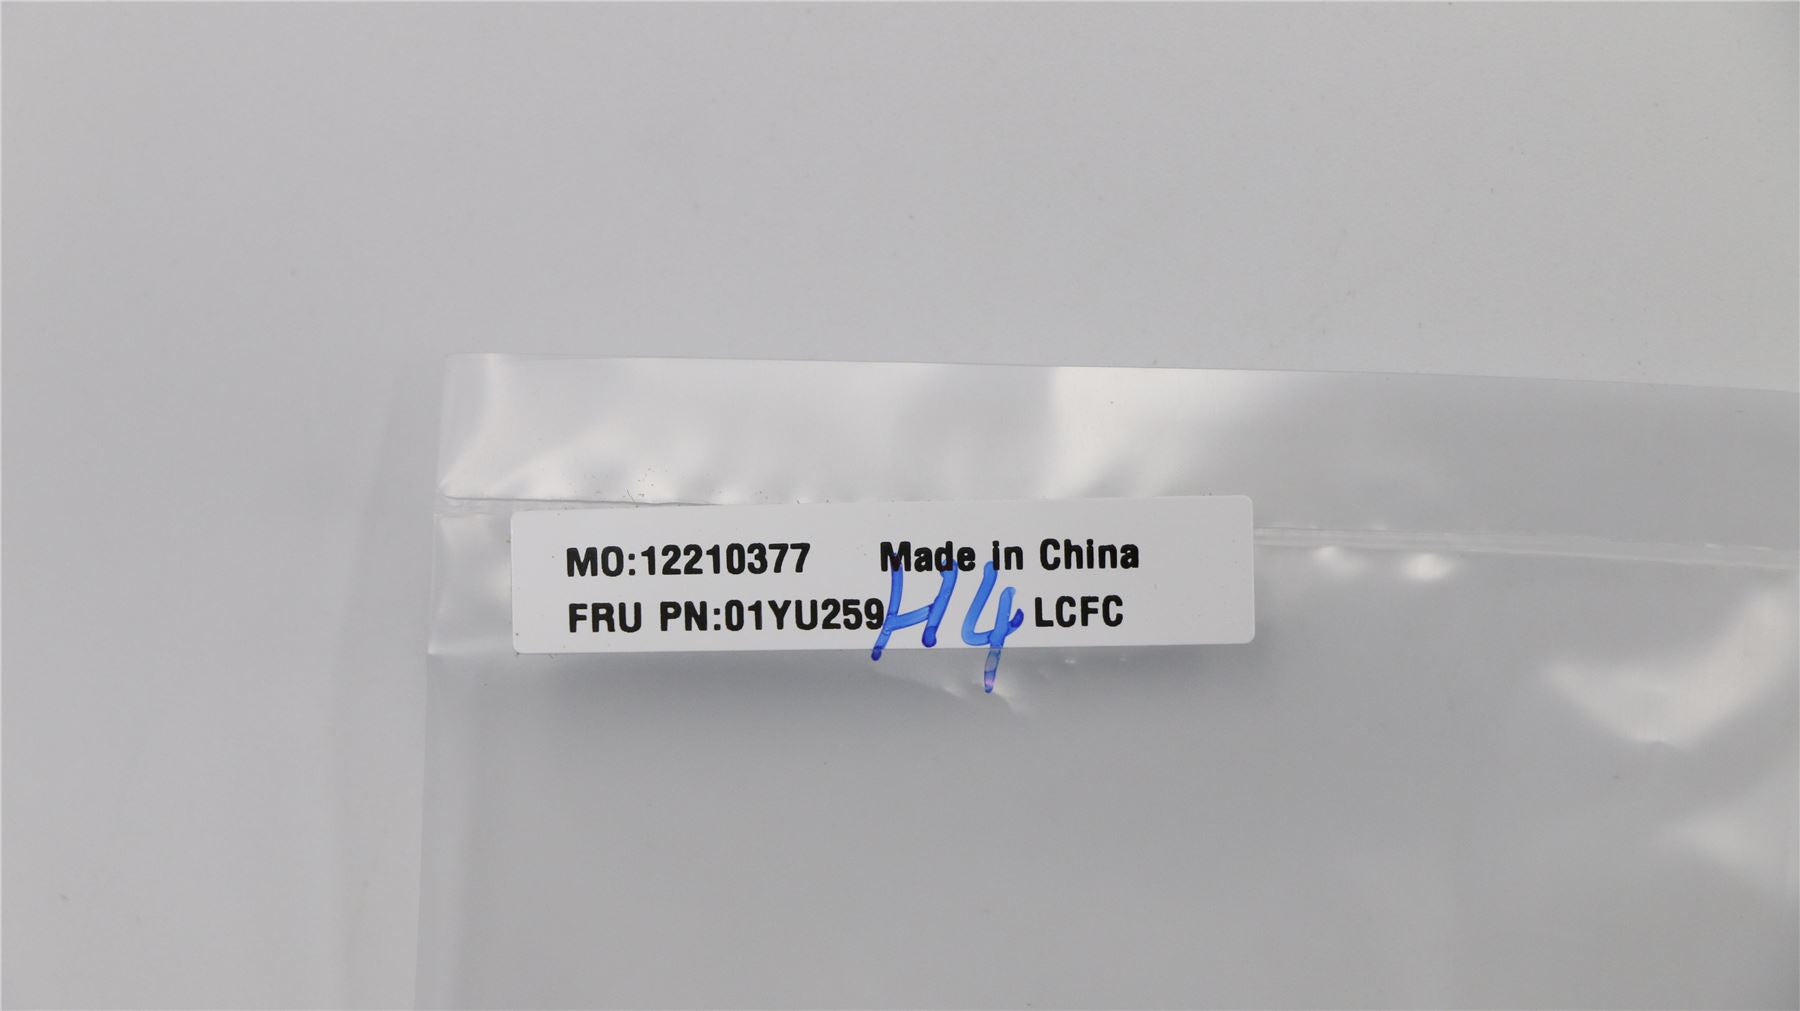 MO:12210377 Made in China
FRU PN:01YU259 H4 LCFC